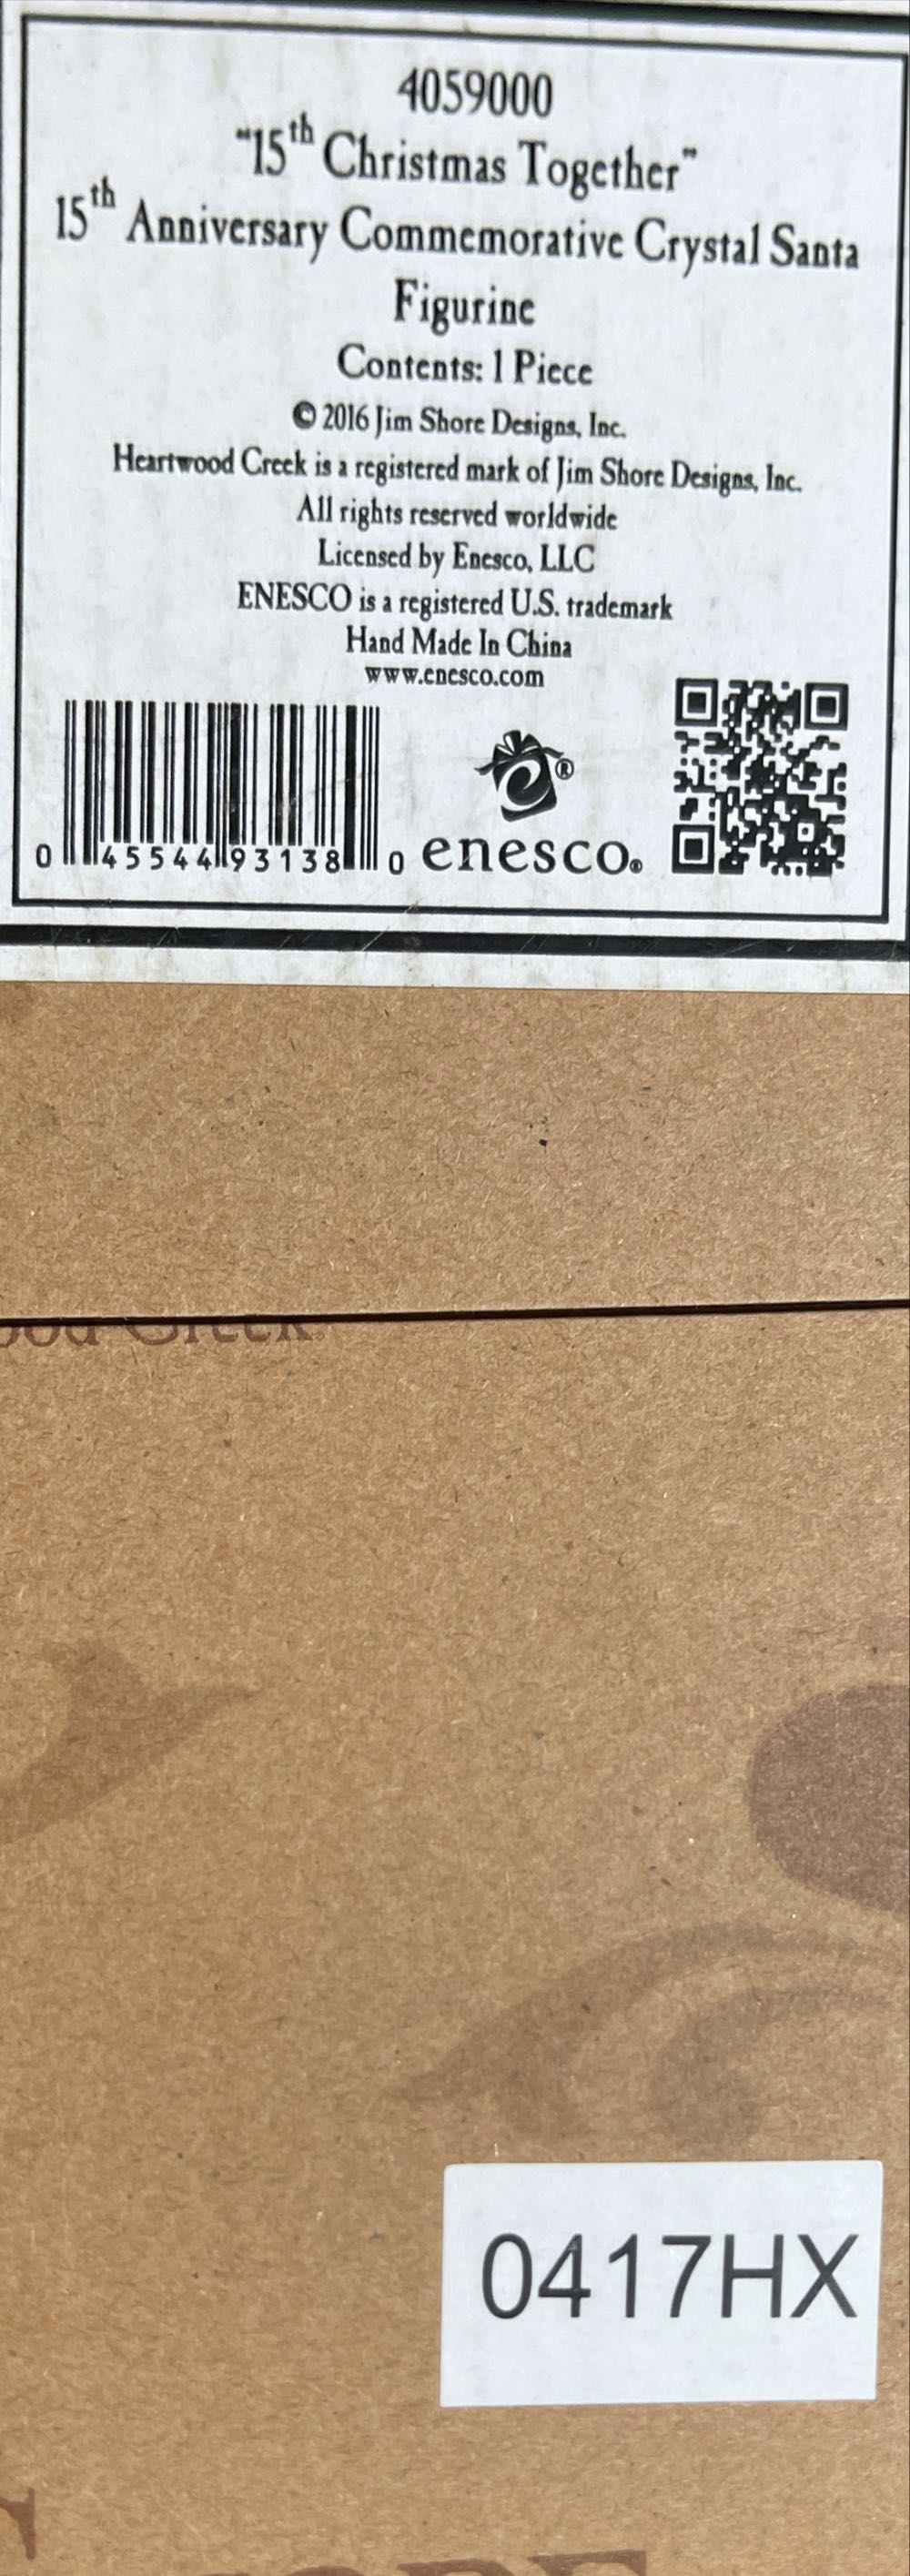 4059000
"15th Christmas Together"
15th Anniversary Commemorative Crystal Santa
Figurine
Contents: 1 Piece
© 2016 Jim Shore Designs, Inc.
Heartwood Creek is a registered mark of Jim Shore Designs, Inc.
All rights reserved worldwide
Licensed by Enesco, LLC
ENESCO is a registered U.S. trademark
Hand Made In China
www.enesco.com
0 45544 93138 0
enesco®
0417HX